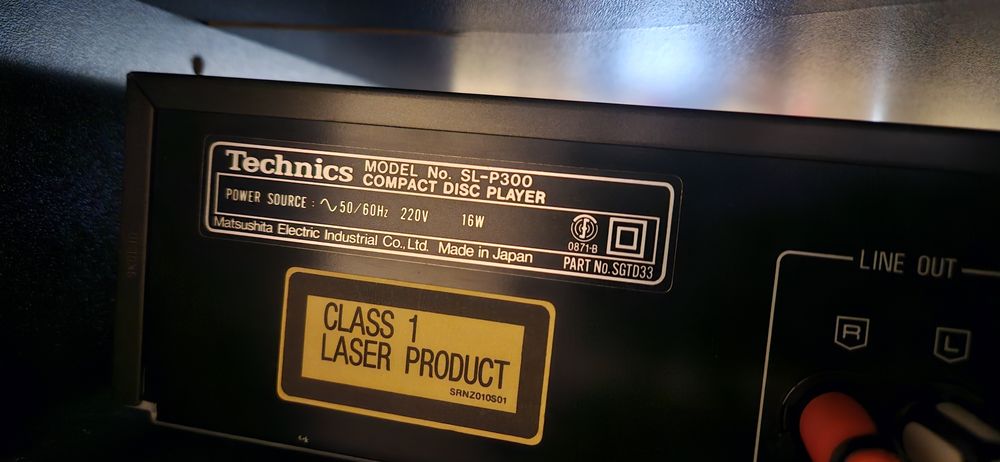 Technics MODEL No. SL-P300
COMPACT DISC PLAYER
POWER SOURCE : ∿50/60Hz 220V 16W
0871-B
Matsushita Electric Industrial Co., Ltd. Made in Japan
PART No. SGTD33
CLASS 1
LASER PRODUCT
SRNZ010S01
LINE OUT
R L